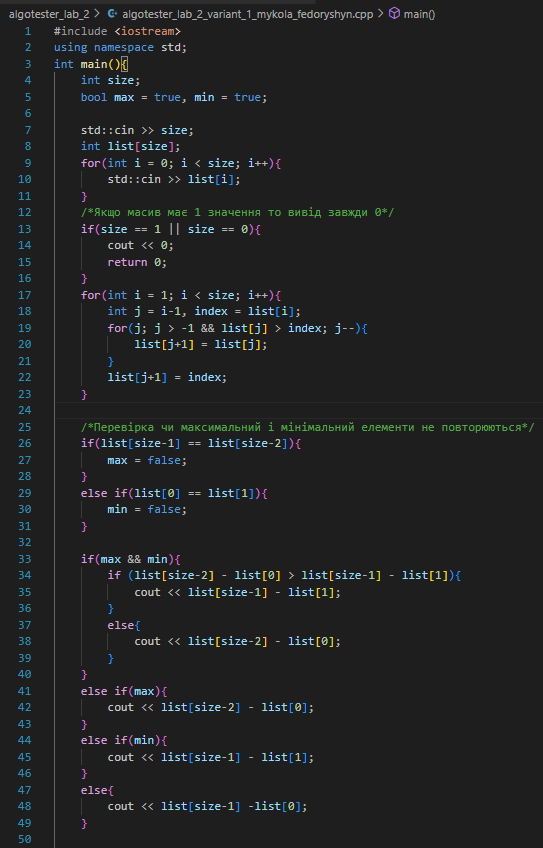 algotester_lab_2 > algotester_lab_2_variant_1_mykola_fedoryshyn.cpp > main()
1 #include <iostream>
2 using namespace std;
3 int main(){
4     int size;
5     bool max = true, min = true;
6
7     std::cin >> size;
8     int list[size];
9     for(int i = 0; i < size; i++){
10         std::cin >> list[i];
11     }
12     /*Якщо масив має 1 значення то вивід завжди 0*/
13     if(size == 1 || size == 0){
14         cout << 0;
15         return 0;
16     }
17     for(int i = 1; i < size; i++){
18         int j = i-1, index = list[i];
19         for(j; j > -1 && list[j] > index; j--){
20             list[j+1] = list[j];
21         }
22         list[j+1] = index;
23     }
24
25     /*Перевірка чи максимальний і мінімальний елементи не повторюються*/
26     if(list[size-1] == list[size-2]){
27         max = false;
28     }
29     else if(list[0] == list[1]){
30         min = false;
31     }
32
33     if(max && min){
34         if (list[size-2] - list[0] > list[size-1] - list[1]){
35             cout << list[size-1] - list[1];
36         }
37         else{
38             cout << list[size-2] - list[0];
39         }
40     }
41     else if(max){
42         cout << list[size-2] - list[0];
43     }
44     else if(min){
45         cout << list[size-1] - list[1];
46     }
47     else{
48         cout << list[size-1] -list[0];
49     }
50